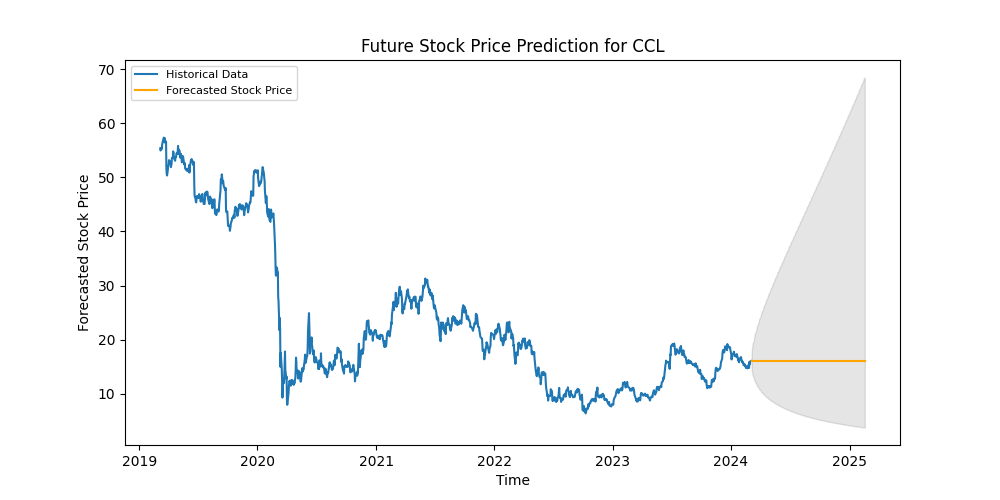 Future Stock Price Prediction for CCL
Historical Data
Forecasted Stock Price
70
60
50
40
30
20
10
Forecasted Stock Price
2019
2020
2021
2022
2023
2024
2025
Time